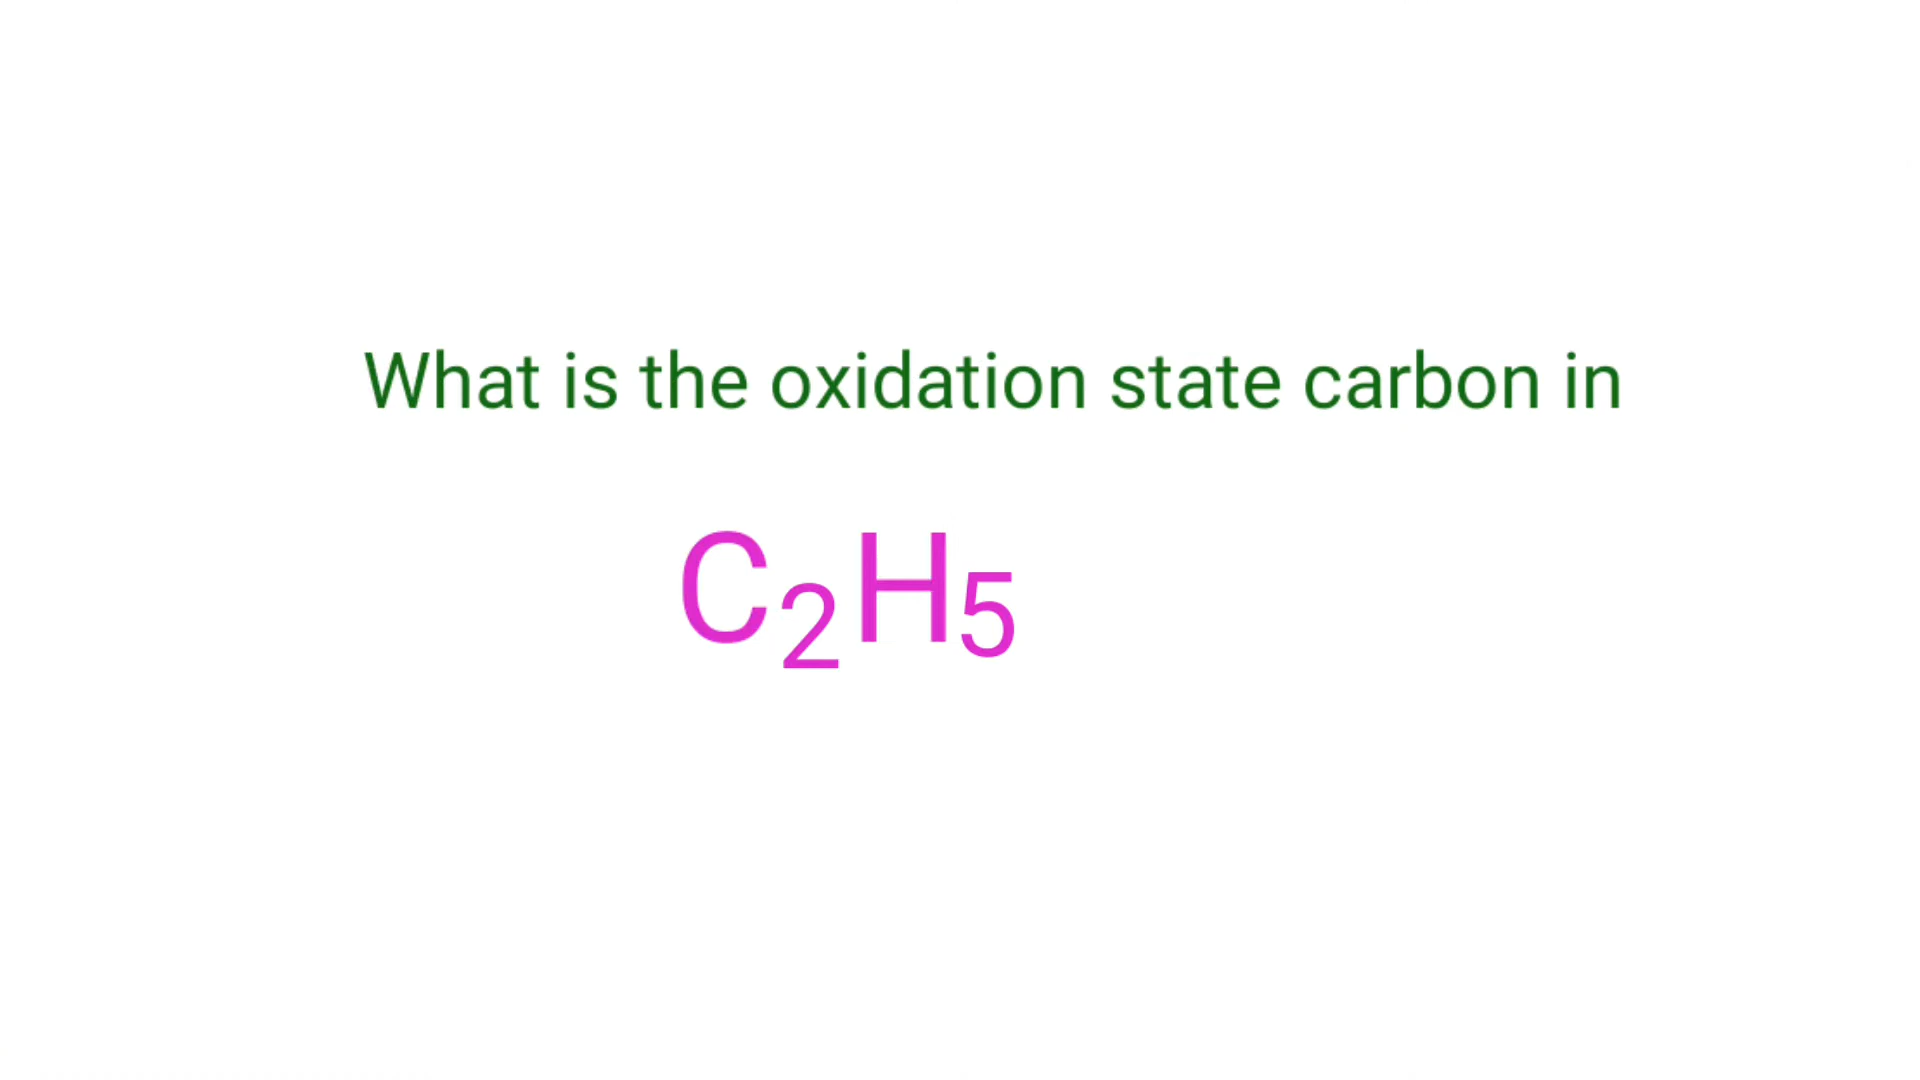 What is the oxidation state carbon in
C₂H₅